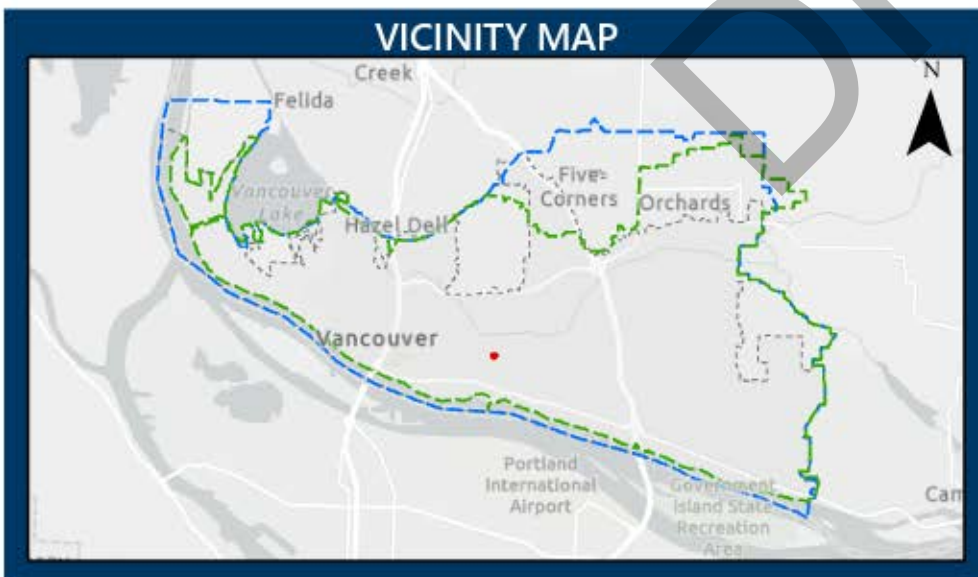 VICINITY MAP
Creek
N
Felida
Vancouver
Lake
Five
Corners
Orchards
Hazel Dell
Vancouver
Portland
International
Airport
Government
Island State
Recreation
Area
Cam